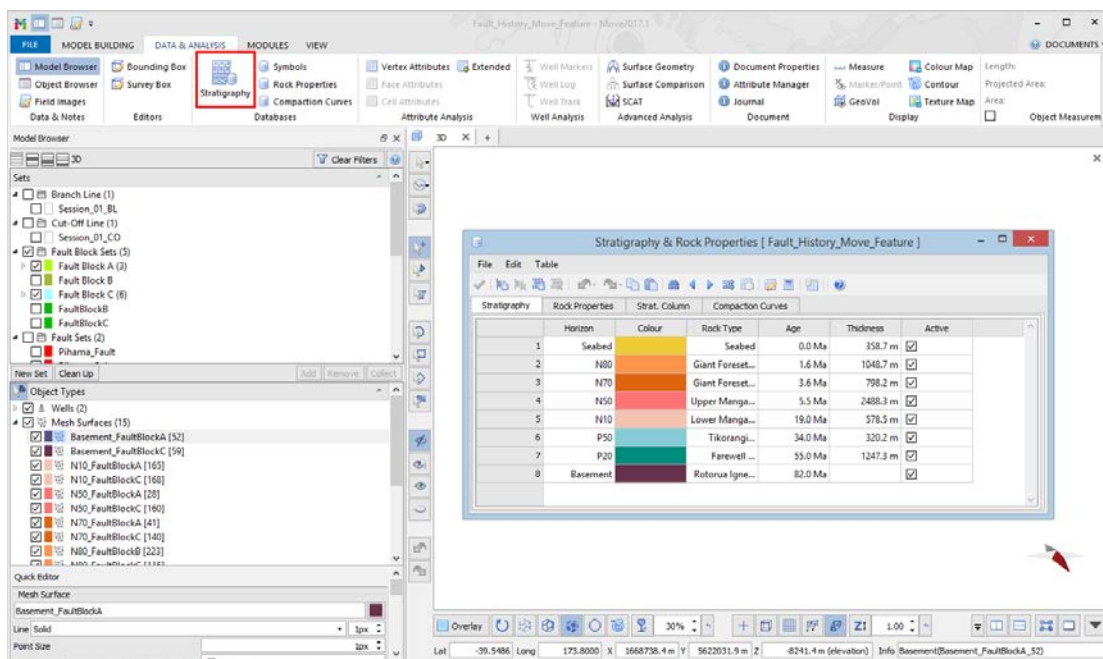 Fault_History_Move_Feature - Move2017.1
FILE MODEL BUILDING DATA & ANALYSIS MODULES VIEW DOCUMENTS
Model Browser Bounding Box Stratigraphy Symbols Vertex Attributes Extended Well Markers Surface Geometry Document Properties Measure Colour Map Length:
Object Browser Survey Box Rock Properties Face Attributes Well Log Surface Comparison Attribute Manager Marker/Point Contour Projected Area:
Field Images Compaction Curves Cell Attributes Well Track SCAT Journal GeoVol Texture Map Area:
Data & Notes Editors Databases Attribute Analysis Well Analysis Advanced Analysis Document Display Object Measurem
Model Browser 3D
3D Clear Filters
Sets
Branch Line (1)
Session_01_BL
Cut-Off Line (1)
Session_01_CO
Fault Block Sets (5)
Fault Block A (3)
Fault Block B
Fault Block C (6)
FaultBlockB
FaultBlockC
Fault Sets (2)
Pihama_Fault
New Set Clean Up Add Remove Collect
Object Types
Wells (2)
Mesh Surfaces (15)
Basement_FaultBlockA [52]
Basement_FaultBlockC [59]
N10_FaultBlockA [165]
N10_FaultBlockC [168]
N50_FaultBlockA [28]
N50_FaultBlockC [160]
N70_FaultBlockA [41]
N70_FaultBlockC [140]
N80_FaultBlockB [223]
Quick Editor
Mesh Surface
Basement_FaultBlockA
Line Solid 1px
Point Size 1px
Stratigraphy & Rock Properties [ Fault_History_Move_Feature ]
File Edit Table
Stratigraphy Rock Properties Strat. Column Compaction Curves
Horizon Colour Rock Type Age Thickness Active
1 Seabed Seabed 0.0 Ma 358.7 m
2 N80 Giant Foreset... 1.6 Ma 1048.7 m
3 N70 Giant Foreset... 3.6 Ma 798.2 m
4 N50 Upper Manga... 5.5 Ma 2488.3 m
5 N10 Lower Manga... 19.0 Ma 578.5 m
6 P50 Tikorangi... 34.0 Ma 320.2 m
7 P20 Farewell ... 55.0 Ma 1247.3 m
8 Basement Rotorua Igne... 82.0 Ma
Overlay 30% Z: 1.00
Lat -39.5486 Long 173.8000 X 1668738.4 m Y 5622031.9 m Z -8241.4 m (elevation) Info Basement(Basement_FaultBlockA_52)